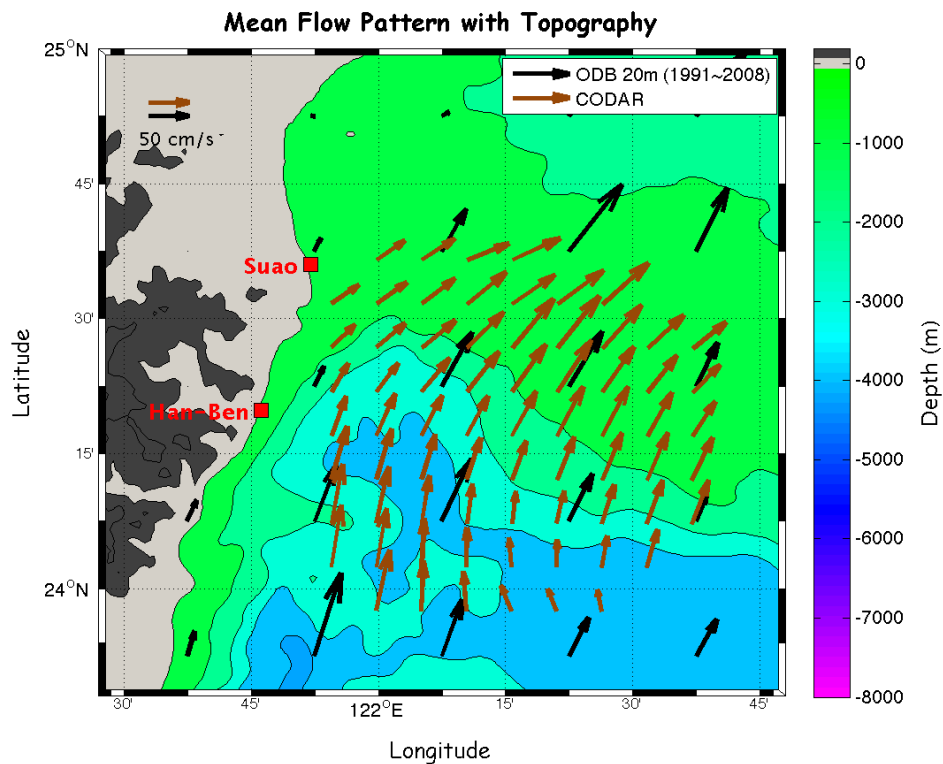 Mean Flow Pattern with Topography
25°N
ODB 20m (1991~2008)
CODAR
50 cm/s
45'
Suao
30'
Han-Ben
15'
24°N
30'
45'
122°E
15'
30'
45'
Latitude
Longitude
0
-1000
-2000
-3000
-4000
-5000
-6000
-7000
-8000
Depth (m)